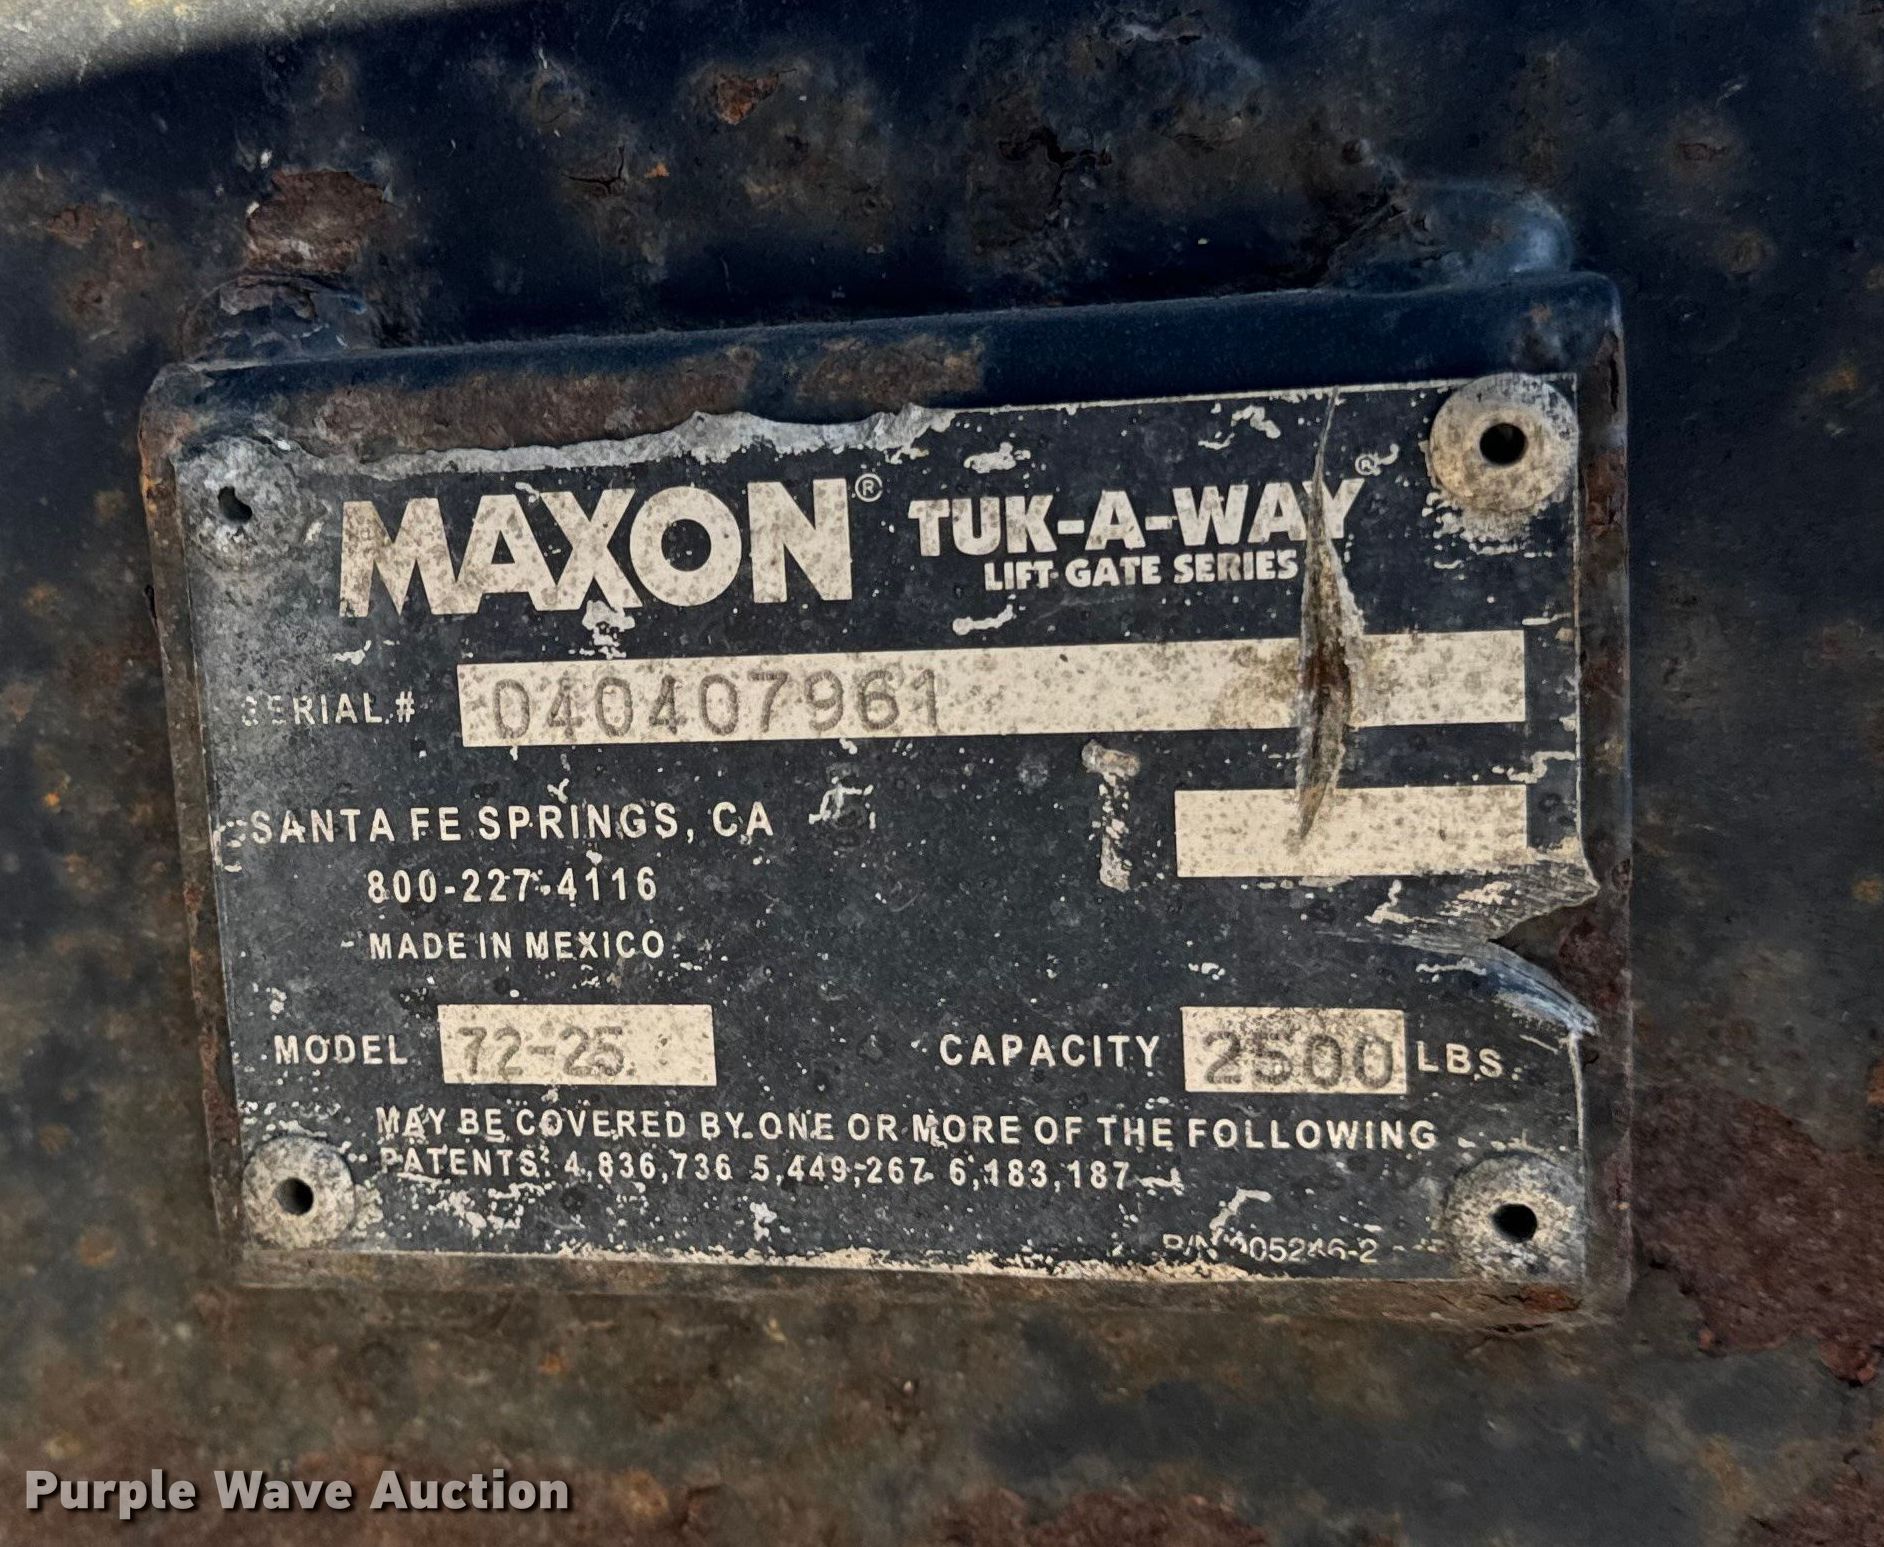 MAXON® TUK-A-WAY®
LIFT-GATE SERIES
SERIAL# 040407961
SANTA FE SPRINGS, CA
800-227-4116
MADE IN MEXICO
MODEL 72-25 CAPACITY 2500 LBS.
MAY BE COVERED BY ONE OR MORE OF THE FOLLOWING
PATENTS: 4,836,736 5,449,267 6,183,187
P/N
Purple Wave Auction